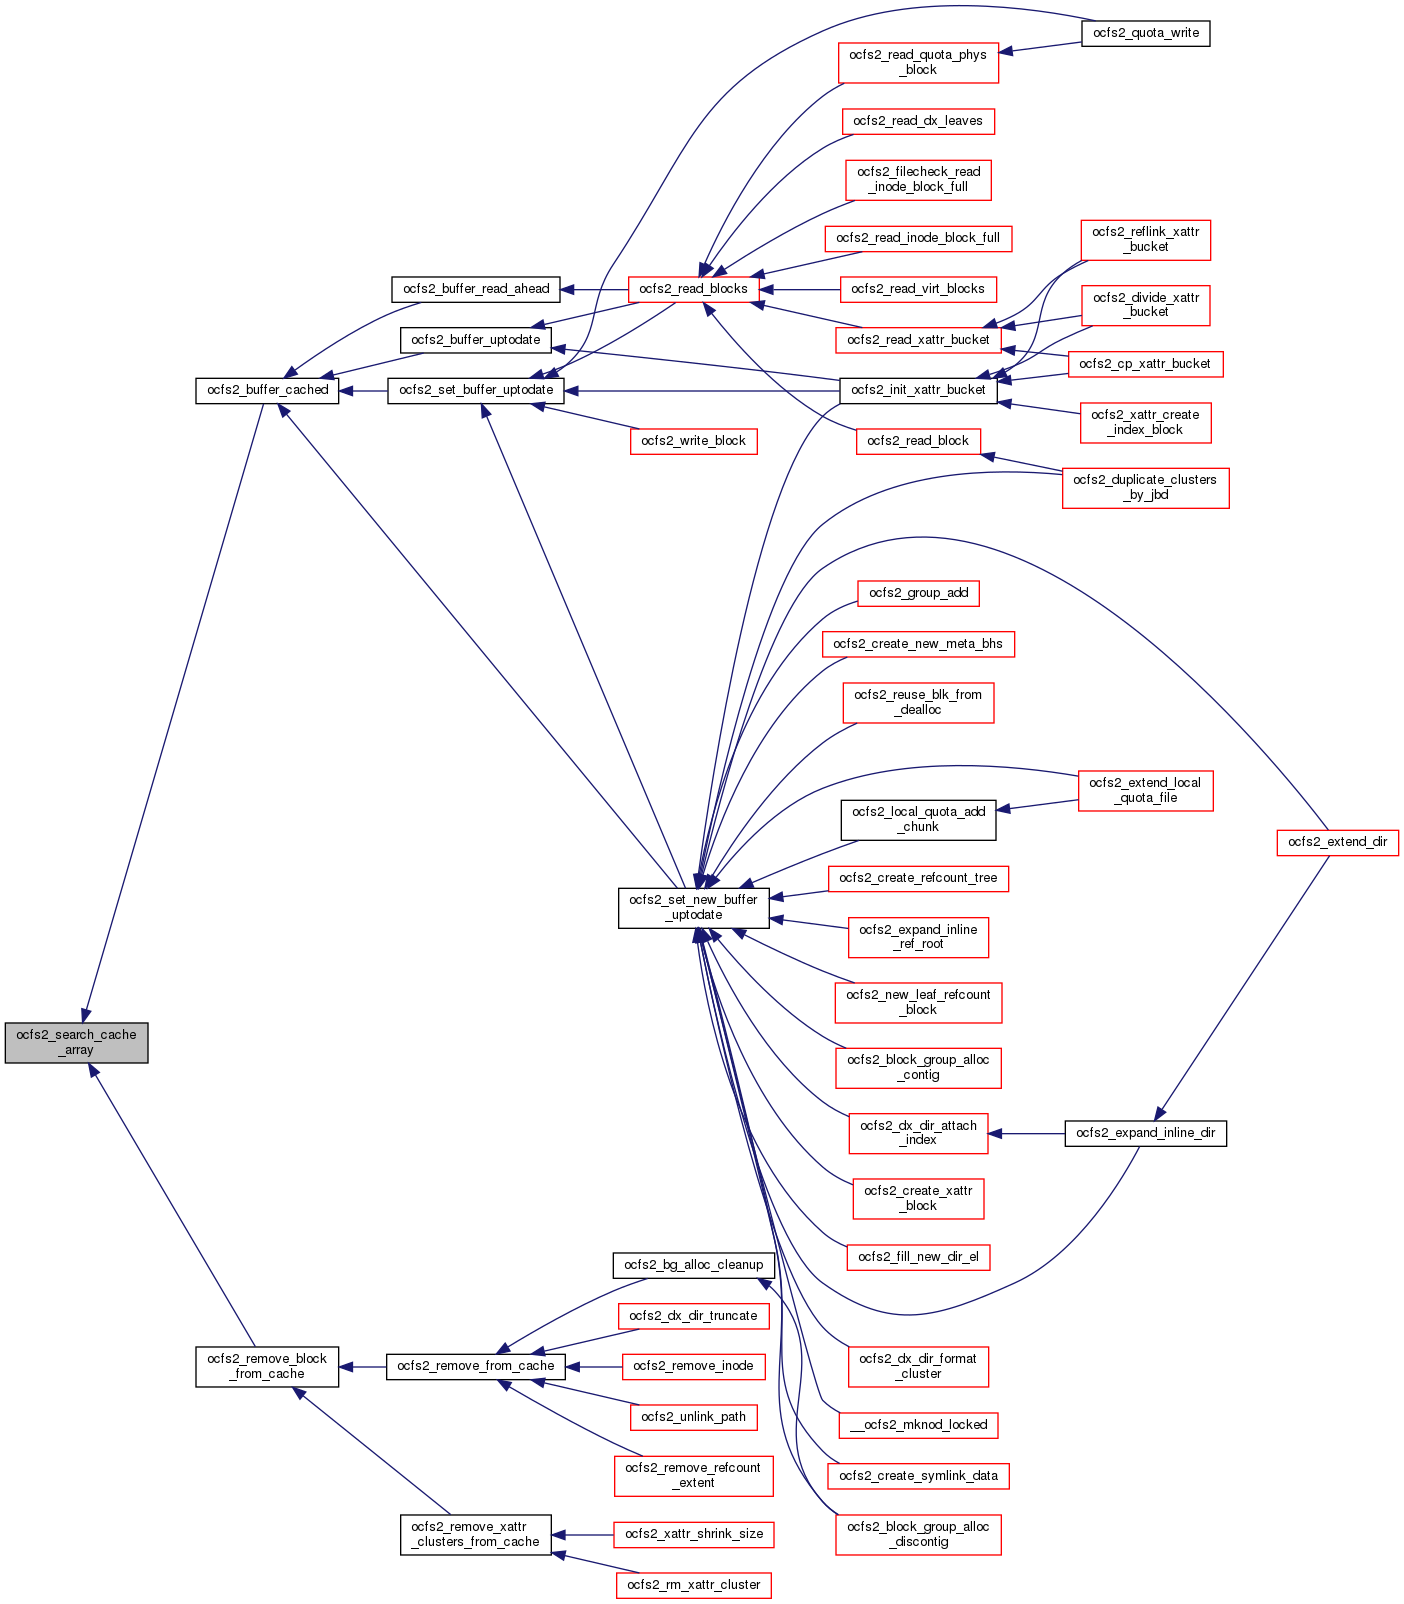 ocfs2_quota_write
ocfs2_read_quota_phys
_block
ocfs2_read_dx_leaves
ocfs2_filecheck_read
_inode_block_full
ocfs2_read_inode_block_full
ocfs2_reflink_xattr
_bucket
ocfs2_buffer_read_ahead
ocfs2_read_blocks
ocfs2_read_virt_blocks
ocfs2_divide_xattr
_bucket
ocfs2_buffer_uptodate
ocfs2_read_xattr_bucket
ocfs2_cp_xattr_bucket
ocfs2_buffer_cached
ocfs2_set_buffer_uptodate
ocfs2_init_xattr_bucket
ocfs2_xattr_create
_index_block
ocfs2_write_block
ocfs2_read_block
ocfs2_duplicate_clusters
_by_jbd
ocfs2_group_add
ocfs2_create_new_meta_bhs
ocfs2_reuse_blk_from
_dealloc
ocfs2_extend_local
_quota_file
ocfs2_local_quota_add
_chunk
ocfs2_extend_dir
ocfs2_create_refcount_tree
ocfs2_set_new_buffer
_uptodate
ocfs2_expand_inline
_ref_root
ocfs2_new_leaf_refcount
_block
ocfs2_search_cache
_array
ocfs2_block_group_alloc
_contig
ocfs2_dx_dir_attach
_index
ocfs2_expand_inline_dir
ocfs2_create_xattr
_block
ocfs2_fill_new_dir_el
ocfs2_bg_alloc_cleanup
ocfs2_dx_dir_truncate
ocfs2_remove_block
_from_cache
ocfs2_remove_from_cache
ocfs2_remove_inode
ocfs2_dx_dir_format
_cluster
ocfs2_unlink_path
__ocfs2_mknod_locked
ocfs2_remove_refcount
_extent
ocfs2_create_symlink_data
ocfs2_remove_xattr
_clusters_from_cache
ocfs2_xattr_shrink_size
ocfs2_block_group_alloc
_discontig
ocfs2_rm_xattr_cluster